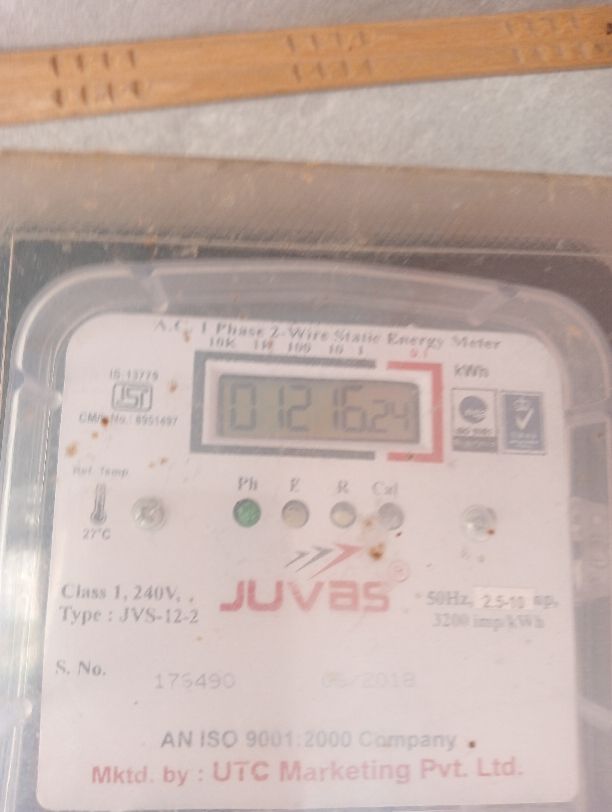 A.C. 1 Phase 2-Wire Static Energy Meter
10K 1K 100 10 1 0.1
IS 13779
kWh
01216.24
ISI
CM/L No.: 8951697
Ref. Temp
Ph E R Cal
27°C
JUVAS®
Class 1, 240V,
50Hz, 2.5-10
Type : JVS-12-2
3200 imp/kWh
S. No.
175490 /2018
AN ISO 9001:2000 Company
Mktd. by : UTC Marketing Pvt. Ltd.